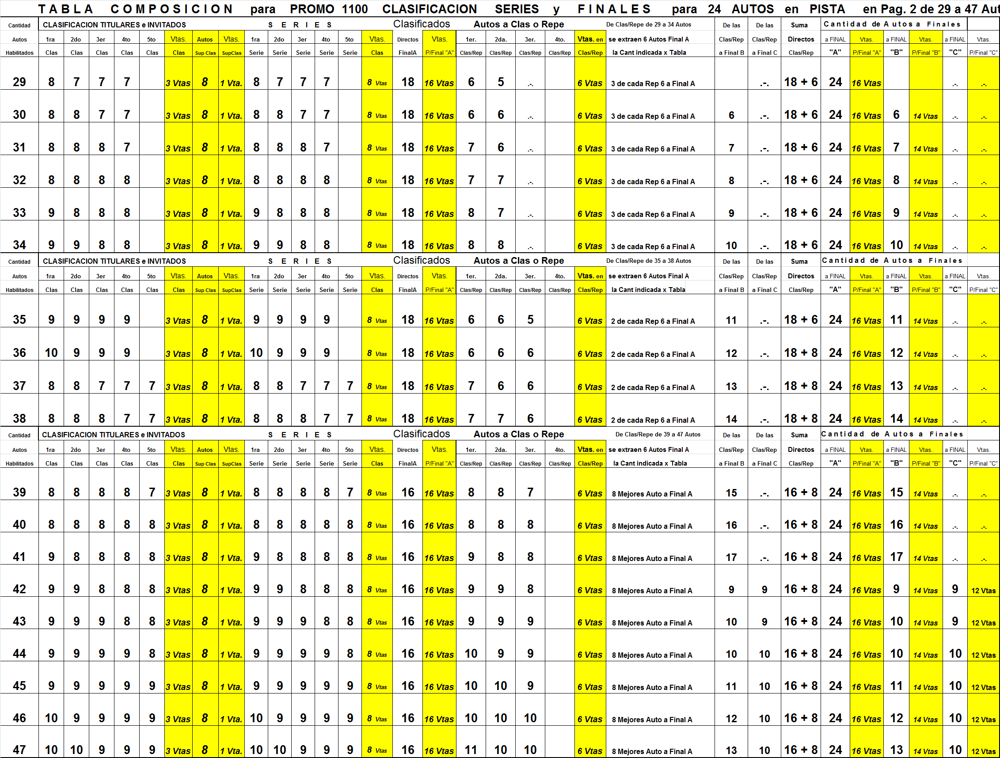 TABLA COMPOSICION para PROMO 1100 CLASIFICACION SERIES y FINALES para 24 AUTOS en PISTA en Pag. 2 de 29 a 47 Aut
Cantidad CLASIFICACION TITULARES e INVITADOS S E R I E S Clasificados Autos a Clas o Repe De Clas/Repe de 29 a 34 Autos De las De las Suma Cantidad de Autos a Finales
Autos 1ra 2do 3er 4to 5to Vtas. Autos Vtas. 1ra 2do 3er 4to 5to Vtas. Directos Vtas. 1er. 2da. 3er. 4to. Vtas. en se extraen 6 Autos Final A Clas/Rep Clas/Rep Directos a FINAL Vtas. a FINAL Vtas. a FINAL Vtas.
Habilitados Clas Clas Clas Clas Clas Clas Sup Clas SupClas Serie Serie Serie Serie Serie Clas FinalA P/Final "A" Clas/Rep Clas/Rep Clas/Rep Clas/Rep Clas/Rep la Cant indicada x Tabla a Final B a Final C Clas/Rep "A" P/Final "A" "B" P/Final "B" "C" P/Final "C"
29 8 7 7 7 3 Vtas 8 1 Vta. 8 7 7 7 8 Vtas 18 16 Vtas 6 5 .-. 6 Vtas 3 de cada Rep 6 a Final A .-. 18 + 6 24 16 Vtas .-. .-.
30 8 8 7 7 3 Vtas 8 1 Vta. 8 8 7 7 8 Vtas 18 16 Vtas 6 6 .-. 6 Vtas 3 de cada Rep 6 a Final A 6 .-. 18 + 6 24 16 Vtas 6 14 Vtas .-. .-.
31 8 8 8 7 3 Vtas 8 1 Vta. 8 8 8 7 8 Vtas 18 16 Vtas 7 6 .-. 6 Vtas 3 de cada Rep 6 a Final A 7 .-. 18 + 6 24 16 Vtas 7 14 Vtas .-. .-.
32 8 8 8 8 3 Vtas 8 1 Vta. 8 8 8 8 8 Vtas 18 16 Vtas 7 7 .-. 6 Vtas 3 de cada Rep 6 a Final A 8 .-. 18 + 6 24 16 Vtas 8 14 Vtas .-. .-.
33 9 8 8 8 3 Vtas 8 1 Vta. 9 8 8 8 8 Vtas 18 16 Vtas 8 7 .-. 6 Vtas 3 de cada Rep 6 a Final A 9 .-. 18 + 6 24 16 Vtas 9 14 Vtas .-. .-.
34 9 9 8 8 3 Vtas 8 1 Vta. 9 9 8 8 8 Vtas 18 16 Vtas 8 8 .-. 6 Vtas 3 de cada Rep 6 a Final A 10 .-. 18 + 6 24 16 Vtas 10 14 Vtas .-. .-.
Cantidad CLASIFICACION TITULARES e INVITADOS S E R I E S Clasificados Autos a Clas o Repe De Clas/Repe de 35 a 38 Autos De las De las Suma Cantidad de Autos a Finales
Autos 1ra 2do 3er 4to 5to Vtas. Autos Vtas. 1ra 2do 3er 4to 5to Vtas. Directos Vtas. 1er. 2da. 3er. 4to. Vtas. en se extraen 6 Autos Final A Clas/Rep Clas/Rep Directos a FINAL Vtas. a FINAL Vtas. a FINAL Vtas.
Habilitados Clas Clas Clas Clas Clas Clas Sup Clas SupClas Serie Serie Serie Serie Serie Clas FinalA P/Final "A" Clas/Rep Clas/Rep Clas/Rep Clas/Rep Clas/Rep la Cant indicada x Tabla a Final B a Final C Clas/Rep "A" P/Final "A" "B" P/Final "B" "C" P/Final "C"
35 9 9 9 9 3 Vtas 8 1 Vta. 9 9 9 9 8 Vtas 18 16 Vtas 6 6 5 6 Vtas 2 de cada Rep 6 a Final A 11 .-. 18 + 6 24 16 Vtas 11 14 Vtas .-. .-.
36 10 9 9 9 3 Vtas 8 1 Vta. 10 9 9 9 8 Vtas 18 16 Vtas 6 6 6 6 Vtas 2 de cada Rep 6 a Final A 12 .-. 18 + 8 24 16 Vtas 12 14 Vtas .-. .-.
37 8 8 7 7 7 3 Vtas 8 1 Vta. 8 8 7 7 7 8 Vtas 18 16 Vtas 7 6 6 6 Vtas 2 de cada Rep 6 a Final A 13 .-. 18 + 8 24 16 Vtas 13 14 Vtas .-. .-.
38 8 8 8 7 7 3 Vtas 8 1 Vta. 8 8 8 7 7 8 Vtas 18 16 Vtas 7 7 6 6 Vtas 2 de cada Rep 6 a Final A 14 .-. 18 + 8 24 16 Vtas 14 14 Vtas .-. .-.
Cantidad CLASIFICACION TITULARES e INVITADOS S E R I E S Clasificados Autos a Clas o Repe De Clas/Repe de 39 a 47 Autos De las De las Suma Cantidad de Autos a Finales
Autos 1ra 2do 3er 4to 5to Vtas. Autos Vtas. 1ra 2do 3er 4to 5to Vtas. Directos Vtas. 1er. 2da. 3er. 4to. Vtas. en se extraen 6 Autos Final A Clas/Rep Clas/Rep Directos a FINAL Vtas. a FINAL Vtas. a FINAL Vtas.
Habilitados Clas Clas Clas Clas Clas Clas Sup Clas SupClas Serie Serie Serie Serie Serie Clas FinalA P/Final "A" Clas/Rep Clas/Rep Clas/Rep Clas/Rep Clas/Rep la Cant indicada x Tabla a Final B a Final C Clas/Rep "A" P/Final "A" "B" P/Final "B" "C" P/Final "C"
39 8 8 8 8 7 3 Vtas 8 1 Vta. 8 8 8 8 7 8 Vtas 16 16 Vtas 8 8 7 6 Vtas 8 Mejores Auto a Final A 15 .-. 16 + 8 24 16 Vtas 15 14 Vtas .-. .-.
40 8 8 8 8 8 3 Vtas 8 1 Vta. 8 8 8 8 8 8 Vtas 16 16 Vtas 8 8 8 6 Vtas 8 Mejores Auto a Final A 16 .-. 16 + 8 24 16 Vtas 16 14 Vtas .-. .-.
41 9 8 8 8 8 3 Vtas 8 1 Vta. 9 8 8 8 8 8 Vtas 16 16 Vtas 9 8 8 6 Vtas 8 Mejores Auto a Final A 17 .-. 16 + 8 24 16 Vtas 17 14 Vtas .-. .-.
42 9 9 8 8 8 3 Vtas 8 1 Vta. 9 9 8 8 8 8 Vtas 16 16 Vtas 9 9 8 6 Vtas 8 Mejores Auto a Final A 9 9 16 + 8 24 16 Vtas 9 14 Vtas 9 12 Vtas
43 9 9 9 8 8 3 Vtas 8 1 Vta. 9 9 9 8 8 8 Vtas 16 16 Vtas 9 9 9 6 Vtas 8 Mejores Auto a Final A 10 9 16 + 8 24 16 Vtas 10 14 Vtas 9 12 Vtas
44 9 9 9 9 8 3 Vtas 8 1 Vta. 9 9 9 9 8 8 Vtas 16 16 Vtas 10 9 9 6 Vtas 8 Mejores Auto a Final A 10 10 16 + 8 24 16 Vtas 10 14 Vtas 10 12 Vtas
45 9 9 9 9 9 3 Vtas 8 1 Vta. 9 9 9 9 9 8 Vtas 16 16 Vtas 10 10 9 6 Vtas 8 Mejores Auto a Final A 11 10 16 + 8 24 16 Vtas 11 14 Vtas 10 12 Vtas
46 10 9 9 9 9 3 Vtas 8 1 Vta. 10 9 9 9 9 8 Vtas 16 16 Vtas 10 10 10 6 Vtas 8 Mejores Auto a Final A 12 10 16 + 8 24 16 Vtas 12 14 Vtas 10 12 Vtas
47 10 10 9 9 9 3 Vtas 8 1 Vta. 10 10 9 9 9 8 Vtas 16 16 Vtas 11 10 10 6 Vtas 8 Mejores Auto a Final A 13 10 16 + 8 24 16 Vtas 13 14 Vtas 10 12 Vtas